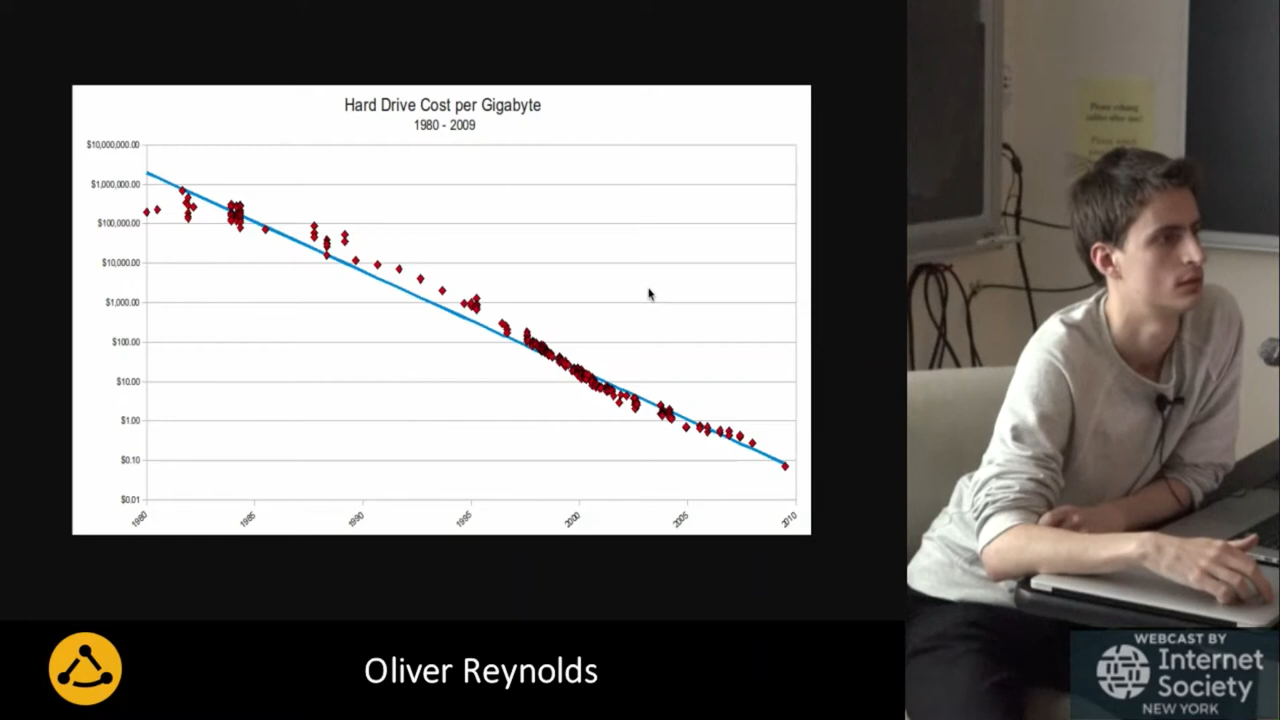 Hard Drive Cost per Gigabyte
1980 - 2009
$10,000,000.00
$1,000,000.00
$100,000.00
$10,000.00
$1,000.00
$100.00
$10.00
$1.00
$0.10
$0.01
1980
1985
1990
1995
2000
2005
2010
Oliver Reynolds
WEBCAST BY
Internet
Society
NEW YORK